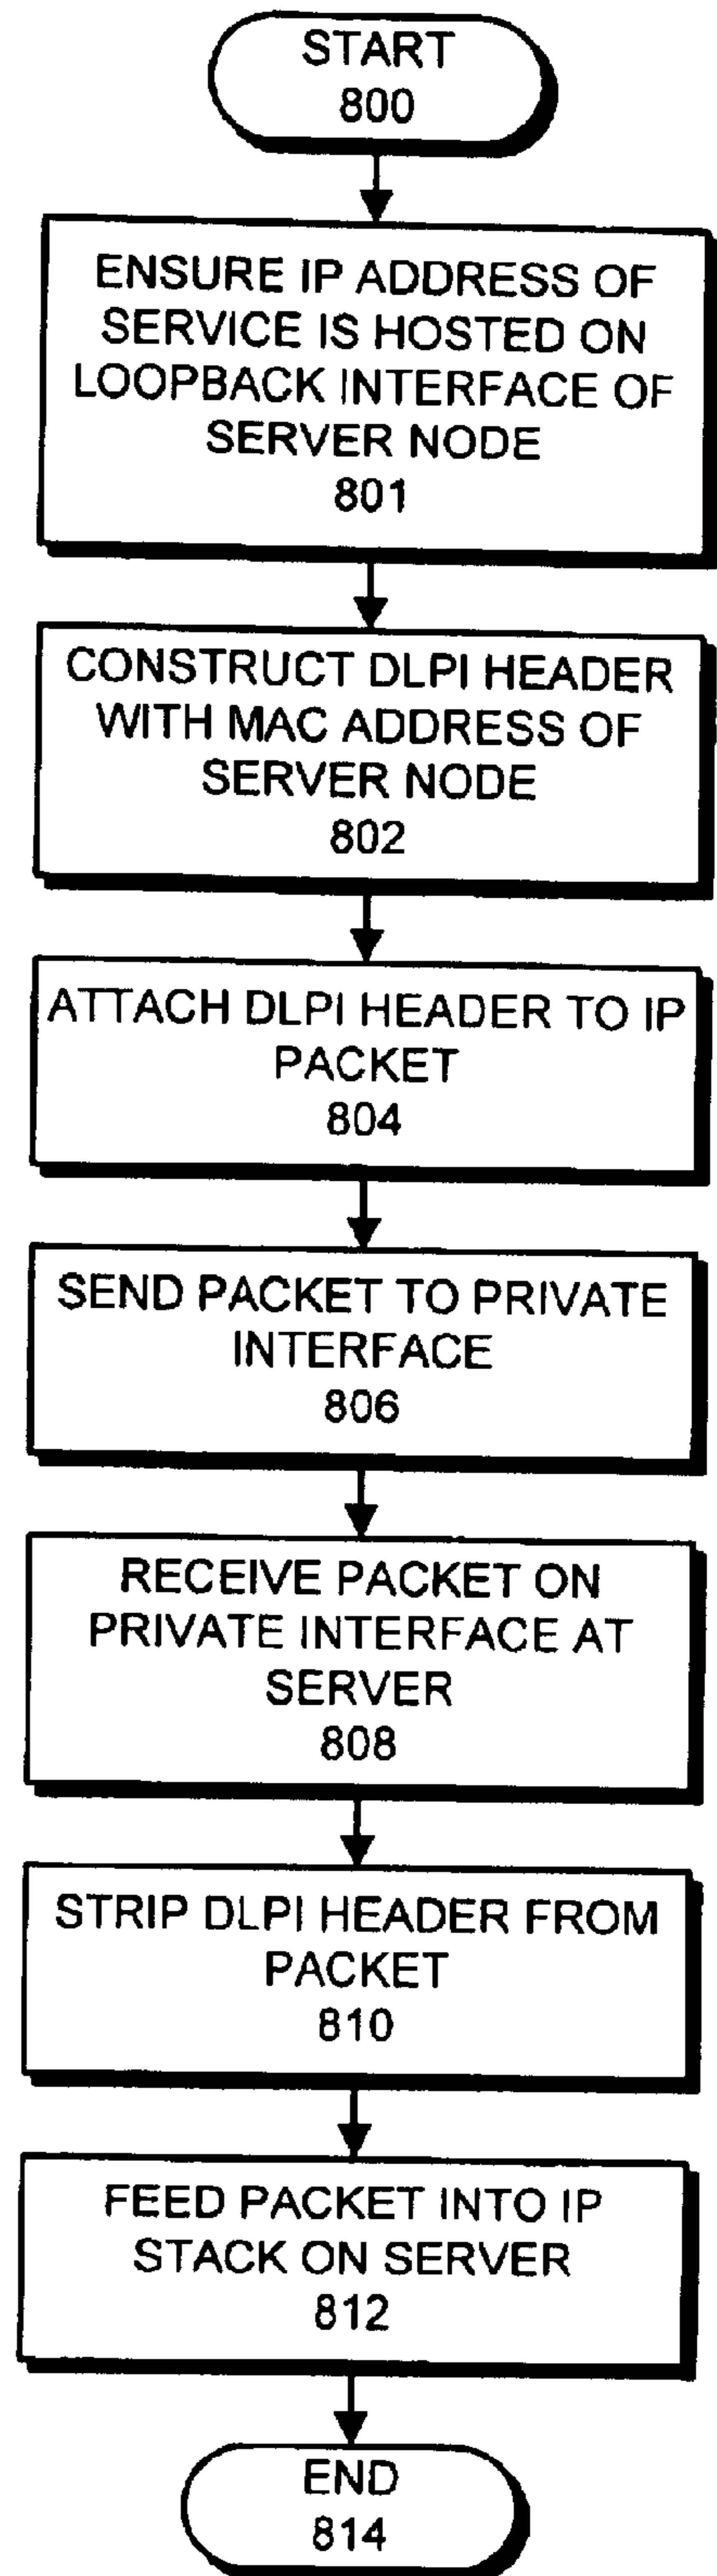 START
800
ENSURE IP ADDRESS OF
SERVICE IS HOSTED ON
LOOPBACK INTERFACE OF
SERVER NODE
801
CONSTRUCT DLPI HEADER
WITH MAC ADDRESS OF
SERVER NODE
802
ATTACH DLPI HEADER TO IP
PACKET
804
SEND PACKET TO PRIVATE
INTERFACE
806
RECEIVE PACKET ON
PRIVATE INTERFACE AT
SERVER
808
STRIP DLPI HEADER FROM
PACKET
810
FEED PACKET INTO IP
STACK ON SERVER
812
END
814